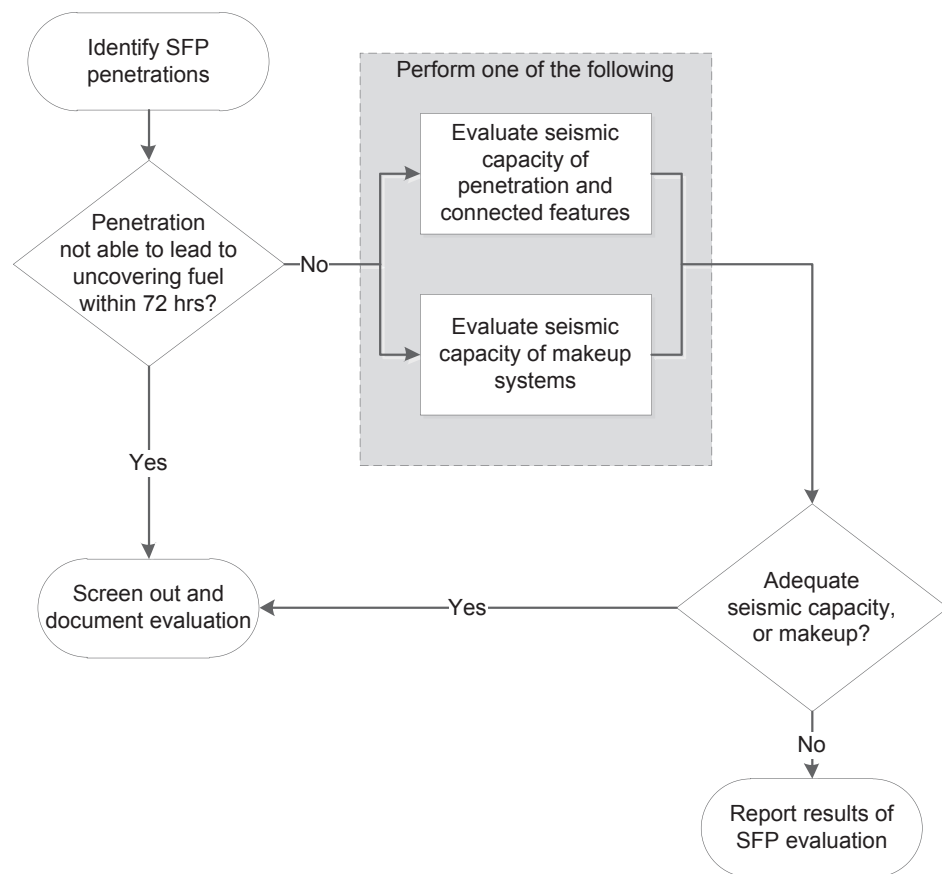 Identify SFP
penetrations
Perform one of the following
Evaluate seismic
capacity of
penetration and
connected features
Penetration
not able to lead to
uncovering fuel
within 72 hrs?
No
Evaluate seismic
capacity of makeup
systems
Yes
Screen out and
document evaluation
Yes
Adequate
seismic capacity,
or makeup?
No
Report results of
SFP evaluation